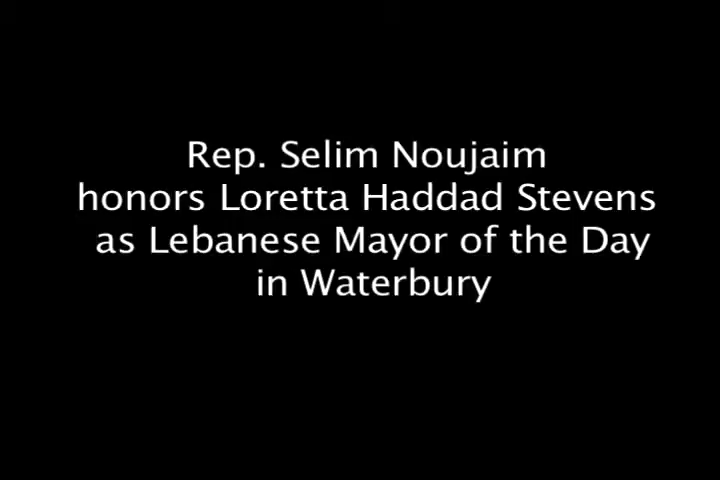 Rep. Selim Noujaim
honors Loretta Haddad Stevens
as Lebanese Mayor of the Day
in Waterbury